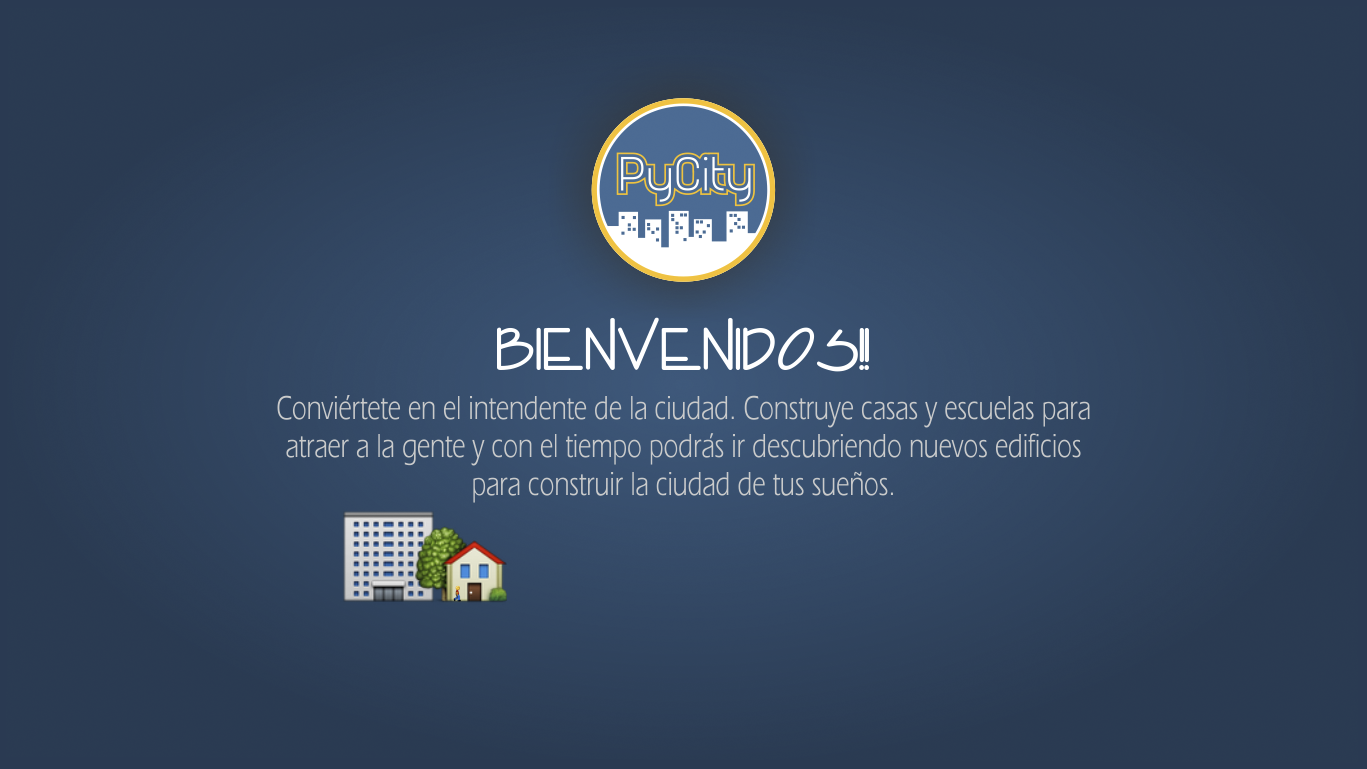 PyCity
BIENVENIDOS!!
Conviértete en el intendente de la ciudad. Construye casas y escuelas para
atraer a la gente y con el tiempo podrás ir descubriendo nuevos edificios
para construir la ciudad de tus sueños.